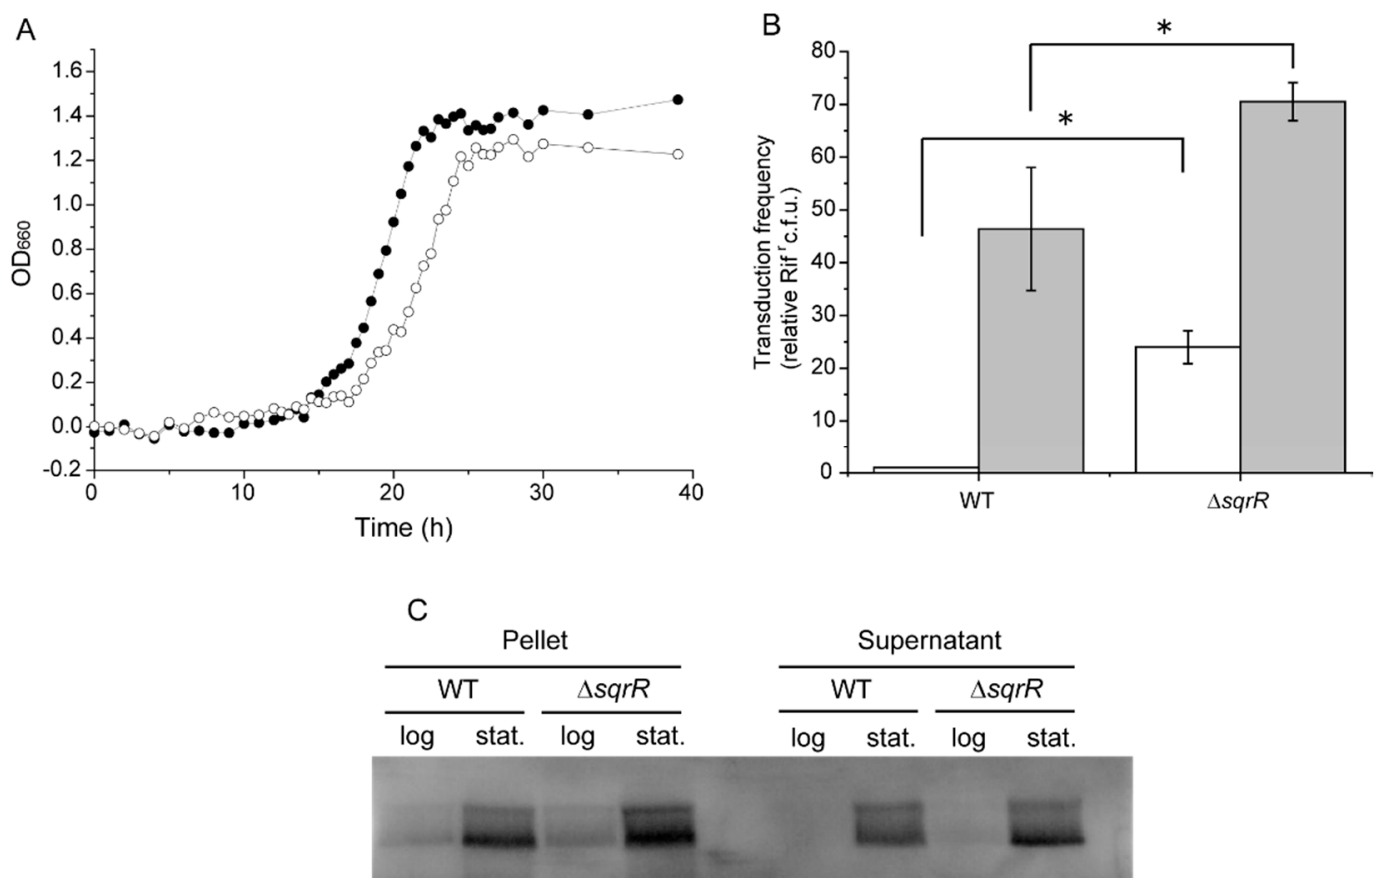 A
1.6
1.4
1.2
1.0
0.8
0.6
0.4
0.2
0.0
-0.2
OD660
0
10
20
30
40
Time (h)
B
*
*
80
70
60
50
40
30
20
10
0
Transduction frequency
(relative Rif r c.f.u.)
WT
ΔsqrR
C
Pellet
Supernatant
WT
ΔsqrR
WT
ΔsqrR
log
stat.
log
stat.
log
stat.
log
stat.